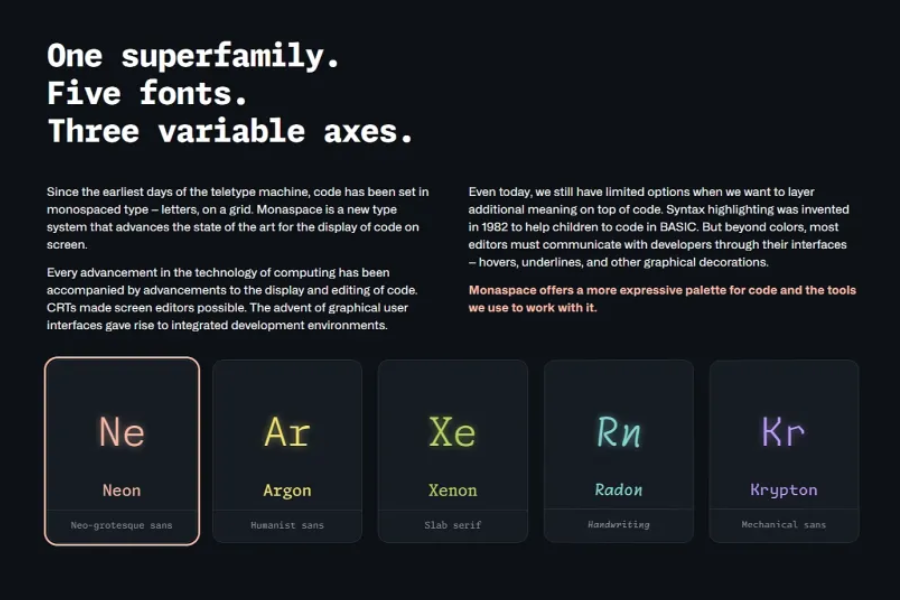 One superfamily.
Five fonts.
Three variable axes.
Since the earliest days of the teletype machine, code has been set in
monospaced type – letters, on a grid. Monaspace is a new type
system that advances the state of the art for the display of code on
screen.
Every advancement in the technology of computing has been
accompanied by advancements to the display and editing of code.
CRTs made screen editors possible. The advent of graphical user
interfaces gave rise to integrated development environments.
Even today, we still have limited options when we want to layer
additional meaning on top of code. Syntax highlighting was invented
in 1982 to help children to code in BASIC. But beyond colors, most
editors must communicate with developers through their interfaces
– hovers, underlines, and other graphical decorations.
Monaspace offers a more expressive palette for code and the tools
we use to work with it.
Ne
Neon
Neo-grotesque sans
Ar
Argon
Humanist sans
Xe
Xenon
Slab serif
Rn
Radon
Handwriting
Kr
Krypton
Mechanical sans